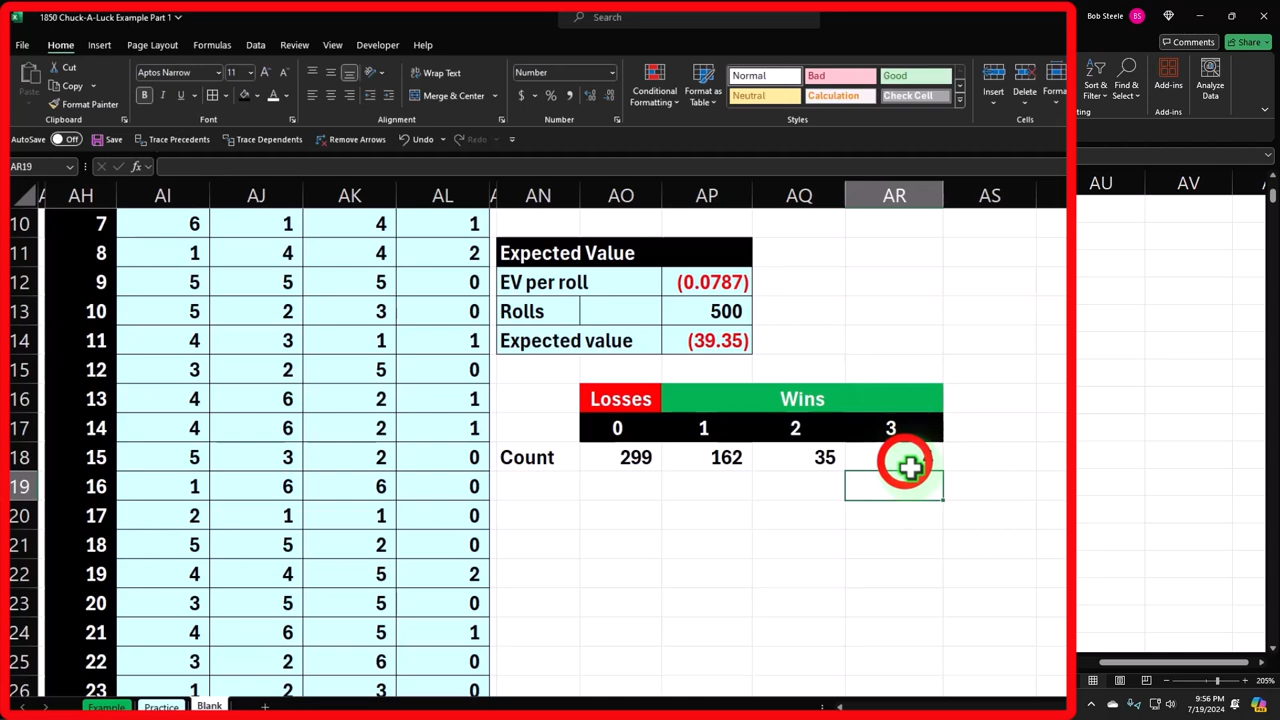 1850 Chuck-A-Luck Example Part 1
Search
Bob Steele BS
File Home Insert Page Layout Formulas Data Review View Developer Help
Comments Share
Paste
Cut
Copy
Format Painter
Clipboard
Aptos Narrow 11
B I U
Font
Wrap Text
Merge & Center
Alignment
Number
$ % 9
Number
Conditional Formatting
Format as Table
Normal Bad Good
Neutral Calculation Check Cell
Styles
Insert Delete Forma
Cells
Sort & Filter
Find & Select
Add-ins
Add-ins
Analyze Data
AutoSave Off Save Trace Precedents Trace Dependents Remove Arrows Undo Redo
AR19 fx
AH AI AJ AK AL AN AO AP AQ AR AS AU AV
10 7 6 1 4 1
11 8 1 4 4 2 Expected Value
12 9 5 5 5 0 EV per roll (0.0787)
13 10 5 2 3 0 Rolls 500
14 11 4 3 1 1 Expected value (39.35)
15 12 3 2 5 0
16 13 4 6 2 1 Losses Wins
17 14 4 6 2 1 0 1 2 3
18 15 5 3 2 0 Count 299 162 35
19 16 1 6 6 0
20 17 2 1 1 0
21 18 5 5 2 0
22 19 4 4 5 2
23 20 3 5 5 0
24 21 4 6 5 1
25 22 3 2 6 0
26 23 1 2 3 0
Example Practice Blank
205%
9:56 PM
7/19/2024